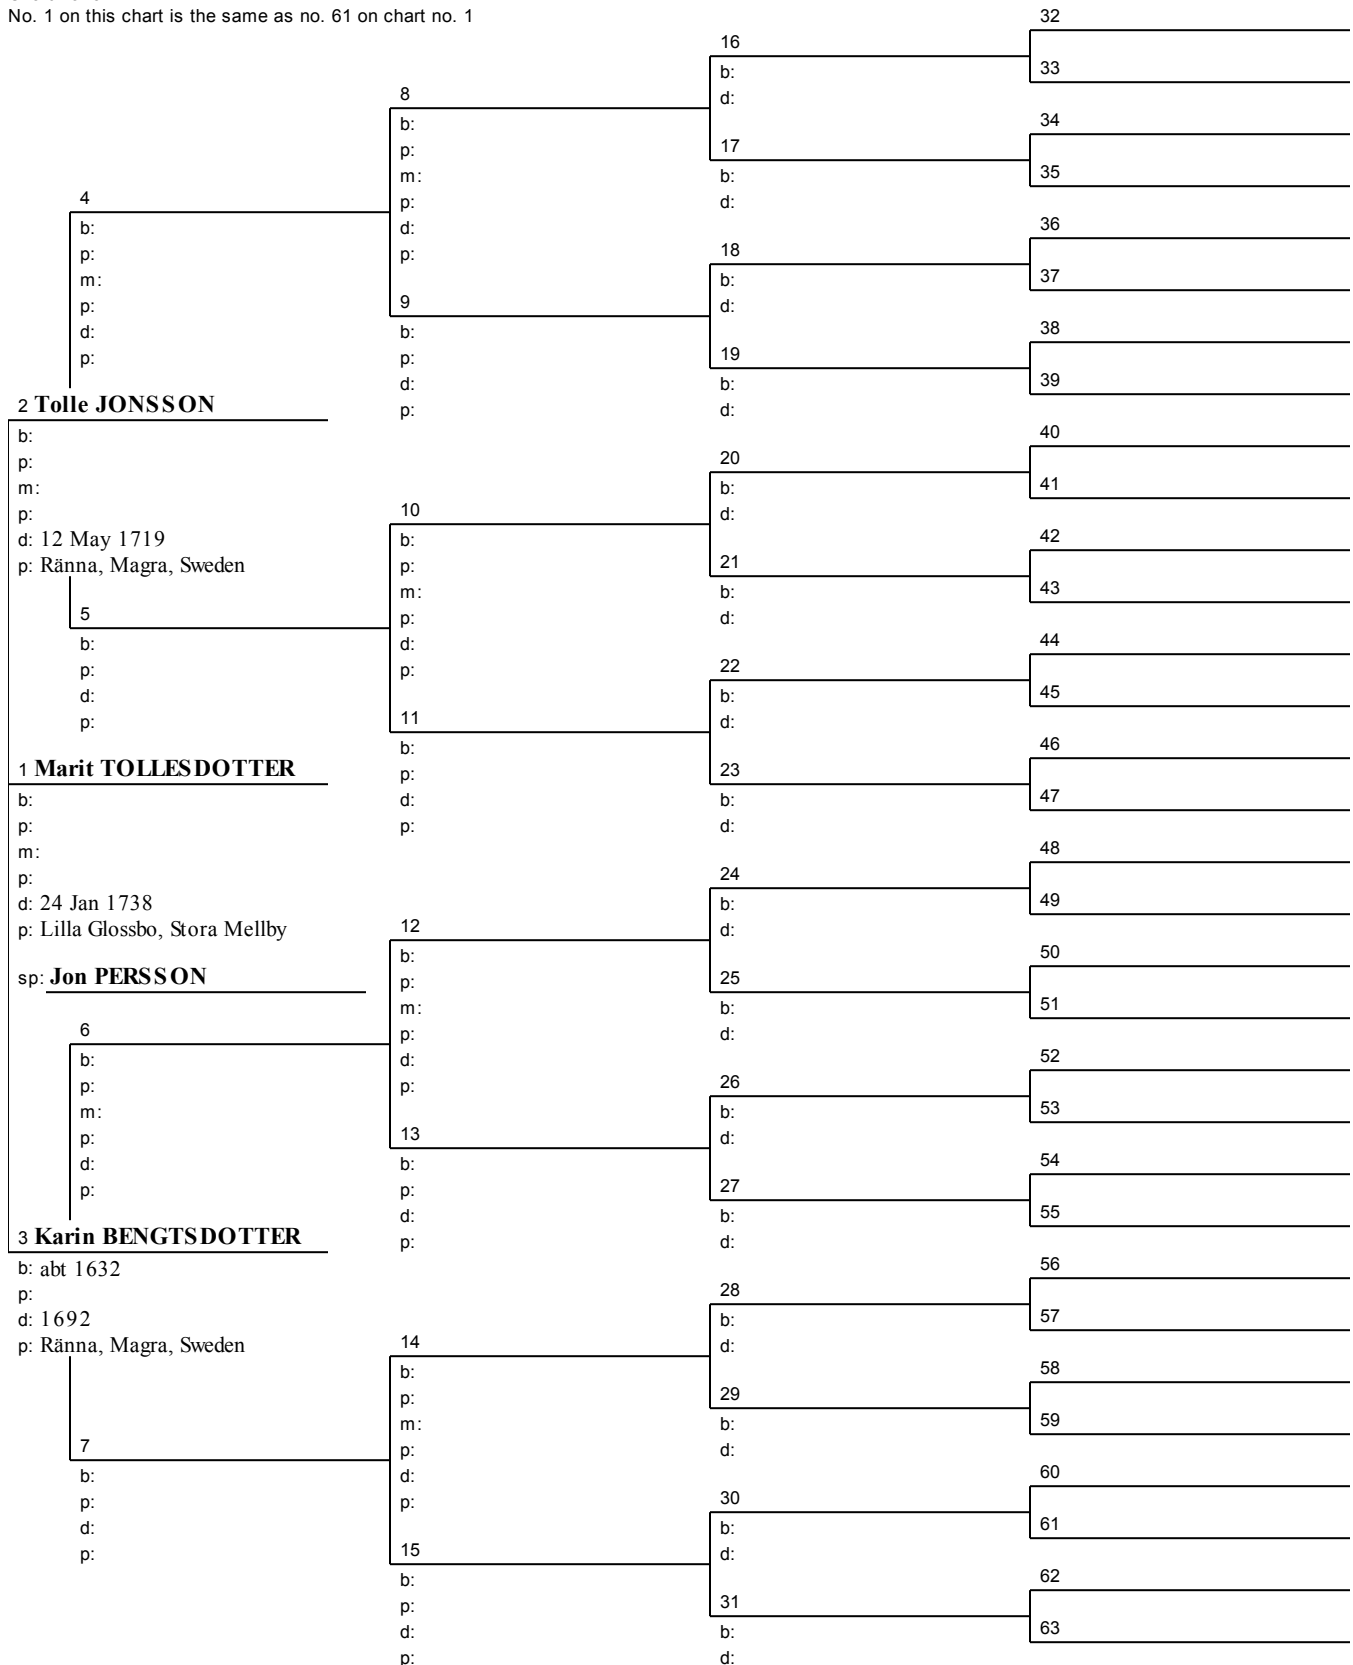 No. 1 on this chart is the same as no. 61 on chart no. 1
4
b:
p:
m:
p:
d:
p:
2 Tolle JONSSON
b:
p:
m:
p:
d: 12 May 1719
p: Ränna, Magra, Sweden
5
b:
p:
d:
p:
1 Marit TOLLESDOTTER
b:
p:
m:
p:
d: 24 Jan 1738
p: Lilla Glossbo, Stora Mellby
sp: Jon PERSSON
6
b:
p:
m:
p:
d:
p:
3 Karin BENGTSDOTTER
b: abt 1632
p:
d: 1692
p: Ränna, Magra, Sweden
7
b:
p:
d:
p:
8
b:
p:
m:
p:
d:
p:
9
b:
p:
d:
p:
10
b:
p:
m:
p:
d:
p:
11
b:
p:
d:
p:
12
b:
p:
m:
p:
d:
p:
13
b:
p:
d:
p:
14
b:
p:
m:
p:
d:
p:
15
b:
p:
d:
p:
16
b:
d:
17
b:
d:
18
b:
d:
19
b:
d:
20
b:
d:
21
b:
d:
22
b:
d:
23
b:
d:
24
b:
d:
25
b:
d:
26
b:
d:
27
b:
d:
28
b:
d:
29
b:
d:
30
b:
d:
31
b:
d:
32
33
34
35
36
37
38
39
40
41
42
43
44
45
46
47
48
49
50
51
52
53
54
55
56
57
58
59
60
61
62
63